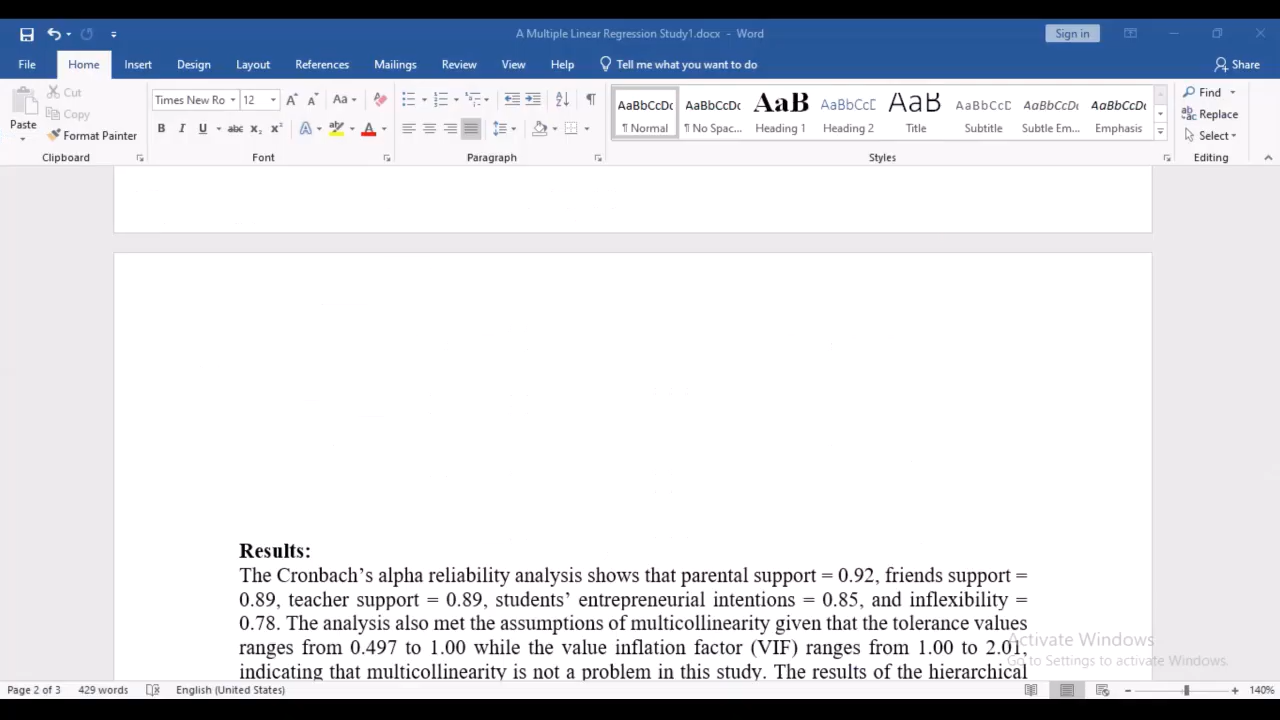 A Multiple Linear Regression Study1.docx - Word
Sign in
File Home Insert Design Layout References Mailings Review View Help Tell me what you want to do Share
Paste
Cut
Copy
Format Painter
Clipboard
Times New Ro 12
Font
Paragraph
AaBbCcDc AaBbCcDc AaB AaBbCcD AaB AaBbCcD AaBbCcDc AaBbCcDc
¶ Normal ¶ No Spac... Heading 1 Heading 2 Title Subtitle Subtle Em... Emphasis
Styles
Find
Replace
Select
Editing
Results:
The Cronbach's alpha reliability analysis shows that parental support = 0.92, friends support =
0.89, teacher support = 0.89, students' entrepreneurial intentions = 0.85, and inflexibility =
0.78. The analysis also met the assumptions of multicollinearity given that the tolerance values
ranges from 0.497 to 1.00 while the value inflation factor (VIF) ranges from 1.00 to 2.01,
indicating that multicollinearity is not a problem in this study. The results of the hierarchical
Activate Windows
Go to Settings to activate Windows.
Page 2 of 3 429 words English (United States) 140%